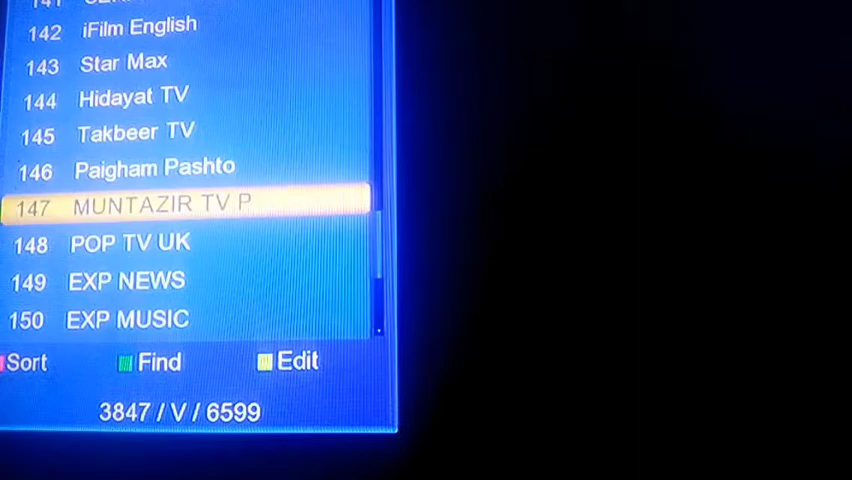 141
142 iFilm English
143 Star Max
144 Hidayat TV
145 Takbeer TV
146 Paigham Pashto
147 MUNTAZIR TV P
148 POP TV UK
149 EXP NEWS
150 EXP MUSIC
Sort Find Edit
3847 / V / 6599